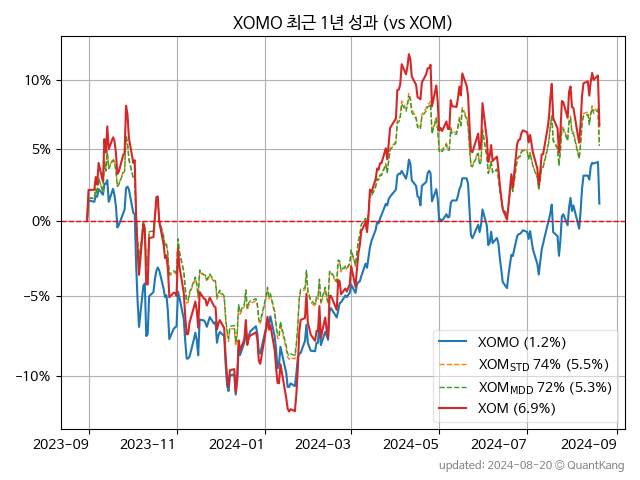 XOMO 최근 1년 성과 (vs XOM)
10%
5%
0%
−5%
−10%
XOMO (1.2%)
XOM_STD 74% (5.5%)
XOM_MDD 72% (5.3%)
XOM (6.9%)
2023-09 2023-11 2024-01 2024-03 2024-05 2024-07 2024-09
updated: 2024-08-20 © QuantKang